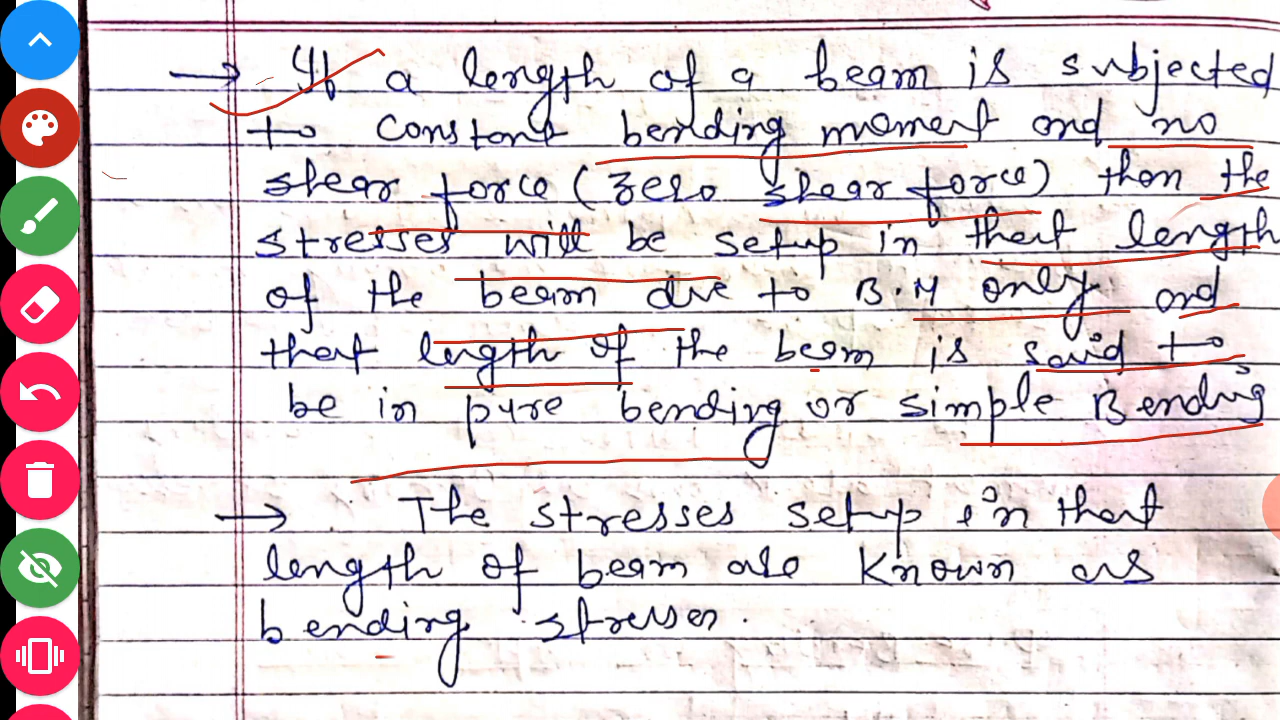 → If a length of a beam is subjected
to constant bending moment and no
shear force (zero shear force) then the
stresses will be setup in that length
of the beam due to B.M only and
that length of the beam is said to
be in pure bending or simple Bending
→ The stresses setup in that
length of beam are known as
bending stresses.